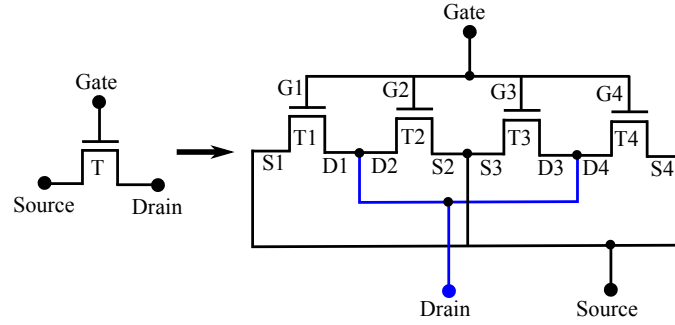 Gate
T
Source
Drain
Gate
G1
G2
G3
G4
T1
T2
T3
T4
S1
D1
D2
S2
S3
D3
D4
S4
Drain
Source